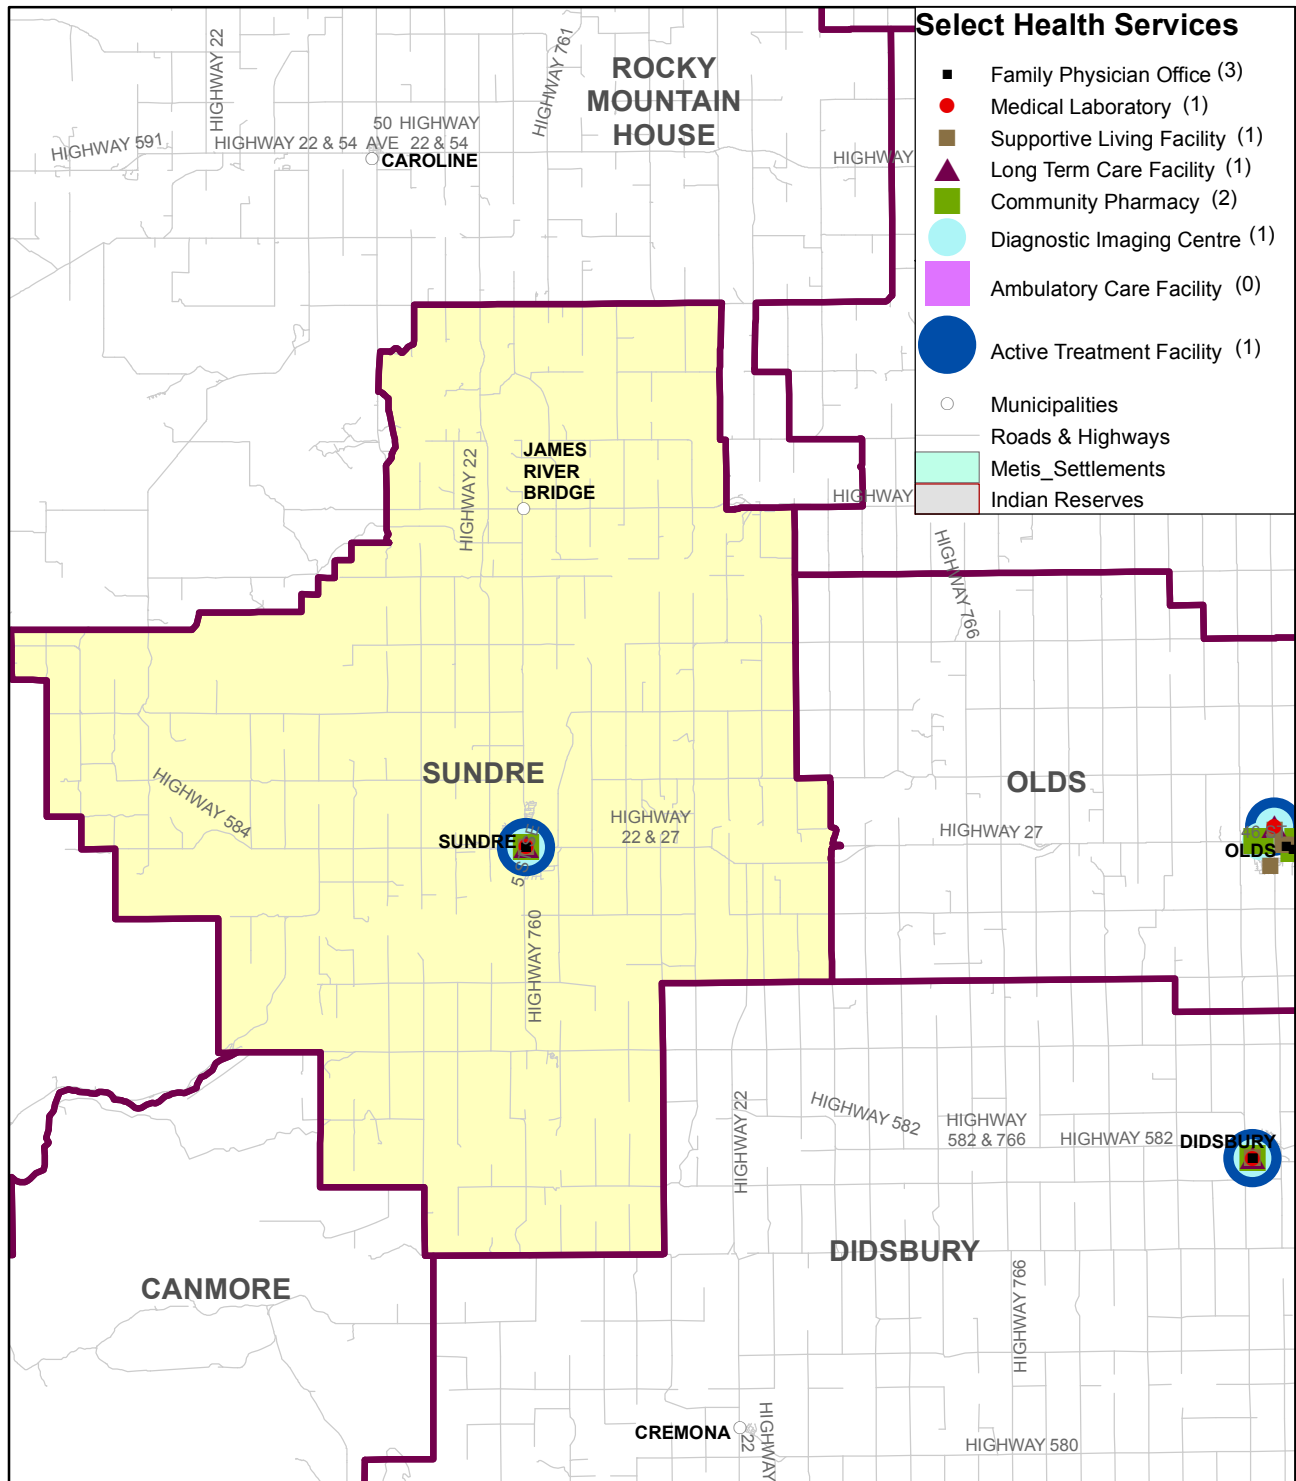 Select Health Services
Family Physician Office (3)
Medical Laboratory (1)
Supportive Living Facility (1)
Long Term Care Facility (1)
Community Pharmacy (2)
Diagnostic Imaging Centre (1)
Ambulatory Care Facility (0)
Active Treatment Facility (1)
Municipalities
Roads & Highways
Metis_Settlements
Indian Reserves
HIGHWAY 22
HIGHWAY 761
ROCKY
MOUNTAIN
HOUSE
HIGHWAY 591
HIGHWAY 22 & 54
50
AVE
HIGHWAY
22 & 54
CAROLINE
HIGHWAY
JAMES
RIVER
BRIDGE
HIGHWAY 22
HIGHWAY
HIGHWAY 766
SUNDRE
OLDS
HIGHWAY 584
HIGHWAY
22 & 27
HIGHWAY 27
SUNDRE
OLDS
HIGHWAY 760
HIGHWAY 22
HIGHWAY 582
HIGHWAY
582 & 766
HIGHWAY 582
DIDSBURY
DIDSBURY
CANMORE
HIGHWAY 766
CREMONA
HIGHWAY
22
HIGHWAY 580